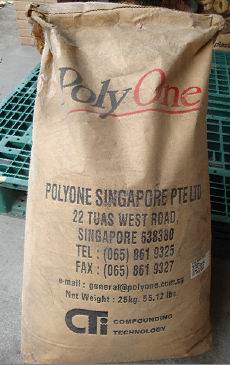 PolyOne
POLYONE SINGAPORE PTE LTD
22 TUAS WEST ROAD,
SINGAPORE 638380
TEL : (065) 861 9325
FAX : (065) 861 9327
e-mail : general@polyone.com.sg
Net Weight : 25kg. 55.12 lbs.
CTi COMPOUNDING
TECHNOLOGY